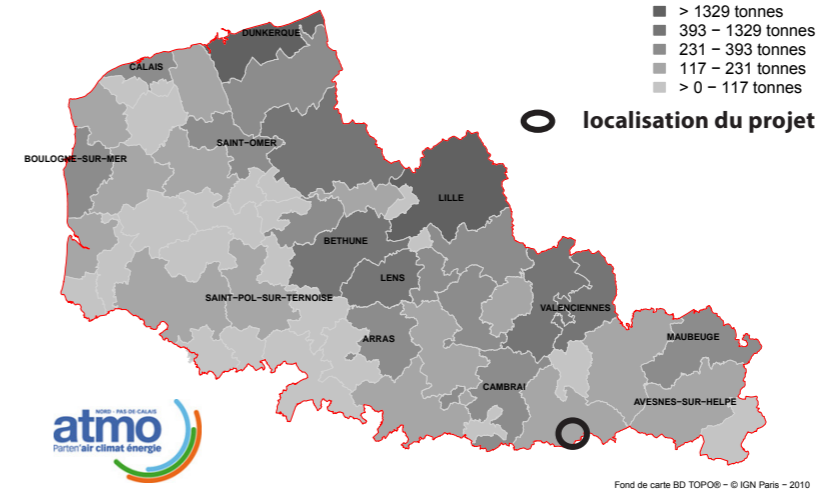 > 1329 tonnes
393 − 1329 tonnes
231 − 393 tonnes
117 − 231 tonnes
> 0 − 117 tonnes
localisation du projet
DUNKERQUE
CALAIS
SAINT−OMER
BOULOGNE−SUR−MER
LILLE
BETHUNE
LENS
SAINT−POL−SUR−TERNOISE
VALENCIENNES
ARRAS
MAUBEUGE
CAMBRAI
AVESNES−SUR−HELPE
NORD - PAS DE CALAIS
atmo
Parten'air climat énergie
Fond de carte BD TOPO® − © IGN Paris − 2010